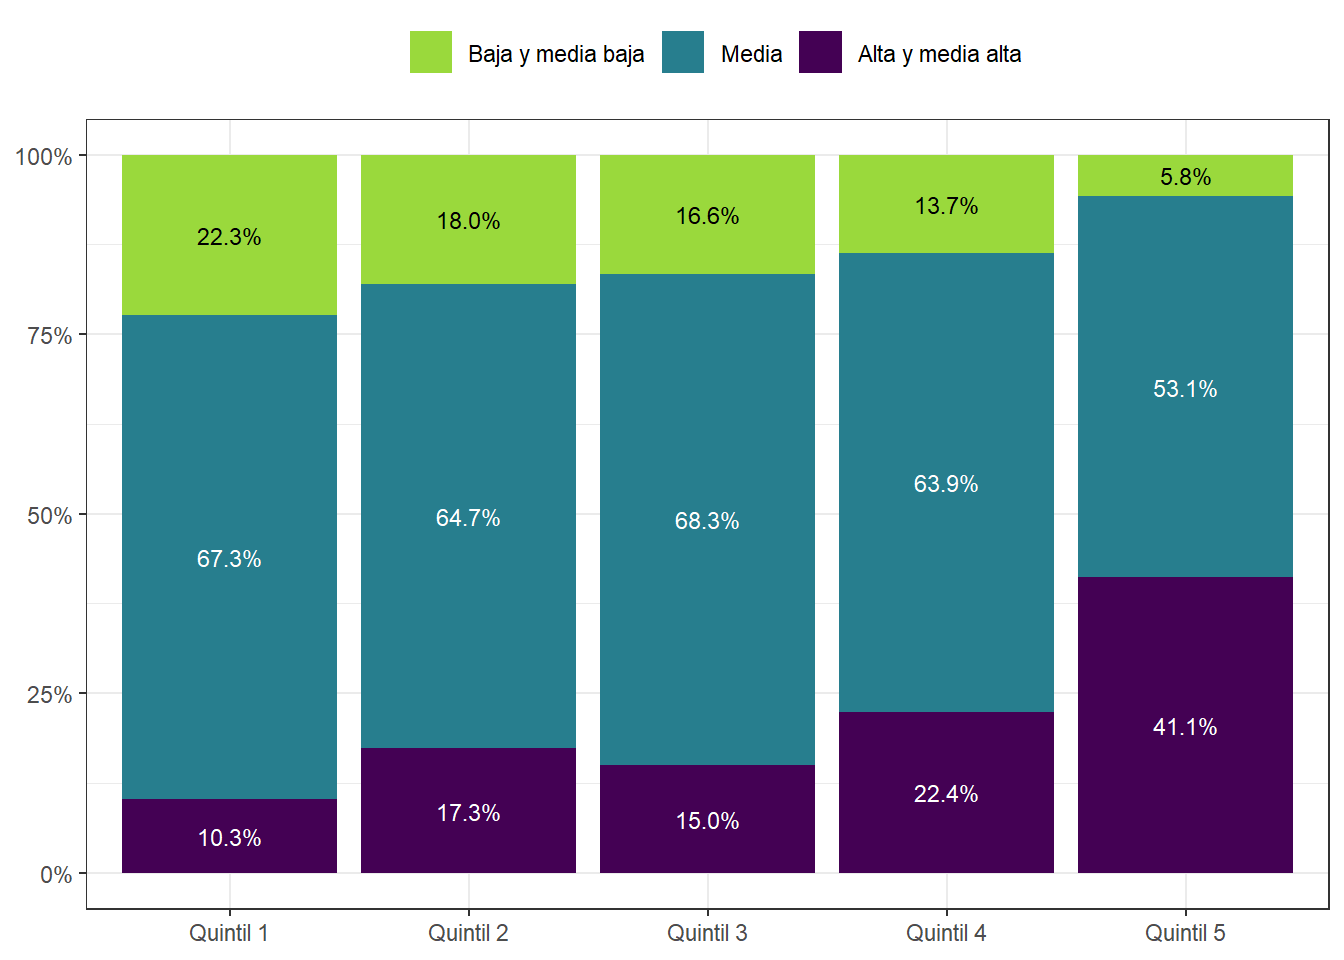 Baja y media baja Media Alta y media alta
100%
75%
50%
25%
0%
22.3% 18.0% 16.6% 13.7% 5.8%
67.3% 64.7% 68.3% 63.9% 53.1%
10.3% 17.3% 15.0% 22.4% 41.1%
Quintil 1 Quintil 2 Quintil 3 Quintil 4 Quintil 5